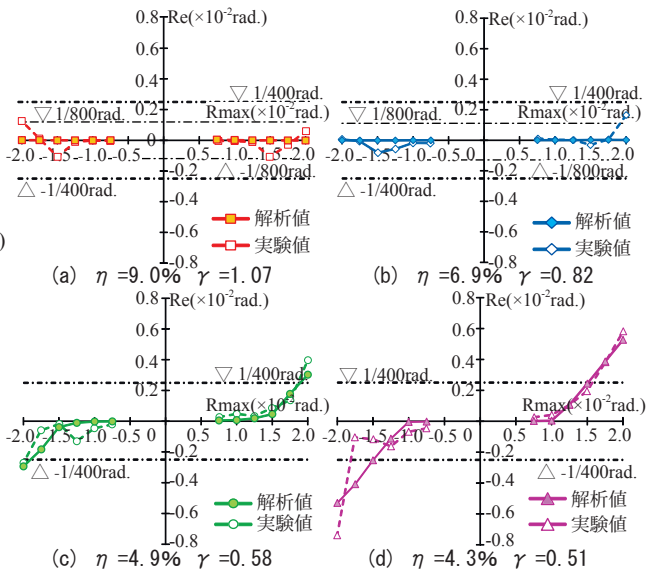 0.8
Re(×10⁻²rad.)
0.6
0.4
▽ 1/400rad.
0.2
▽ 1/800rad.
Rmax(×10⁻²rad.)
0
-2.0 -1.5 -1.0 -0.5 0.5 1.0 1.5 2.0
-0.2
△ -1/800rad.
△ -1/400rad.
-0.4
解析値
-0.6
実験値
-0.8
(a) η=9.0% γ=1.07
0.8
Re(×10⁻²rad.)
0.6
0.4
▽ 1/400rad.
0.2
▽ 1/800rad.
Rmax(×10⁻²rad.)
0
-2.0 -1.5 -1.0 -0.5 0.5 1.0 1.5 2.0
-0.2
△ -1/800rad.
△ -1/400rad.
-0.4
解析値
-0.6
実験値
-0.8
(b) η=6.9% γ=0.82
)
0.8
Re(×10⁻²rad.)
0.6
0.4
▽ 1/400rad.
0.2
Rmax(×10⁻²rad.)
-2.0 -1.5 -1.0 -0.5 0 0.5 1.0 1.5 2.0
-0.2
△ -1/400rad.
-0.4
解析値
-0.6
実験値
-0.8
(c) η=4.9% γ=0.58
0.8
Re(×10⁻²rad.)
0.6
0.4
▽ 1/400rad.
0.2
Rmax(×10⁻²rad.)
-2.0 -1.5 -1.0 -0.5 0 0.5 1.0 1.5 2.0
-0.2
△ -1/400rad.
-0.4
解析値
-0.6
実験値
-0.8
(d) η=4.3% γ=0.51